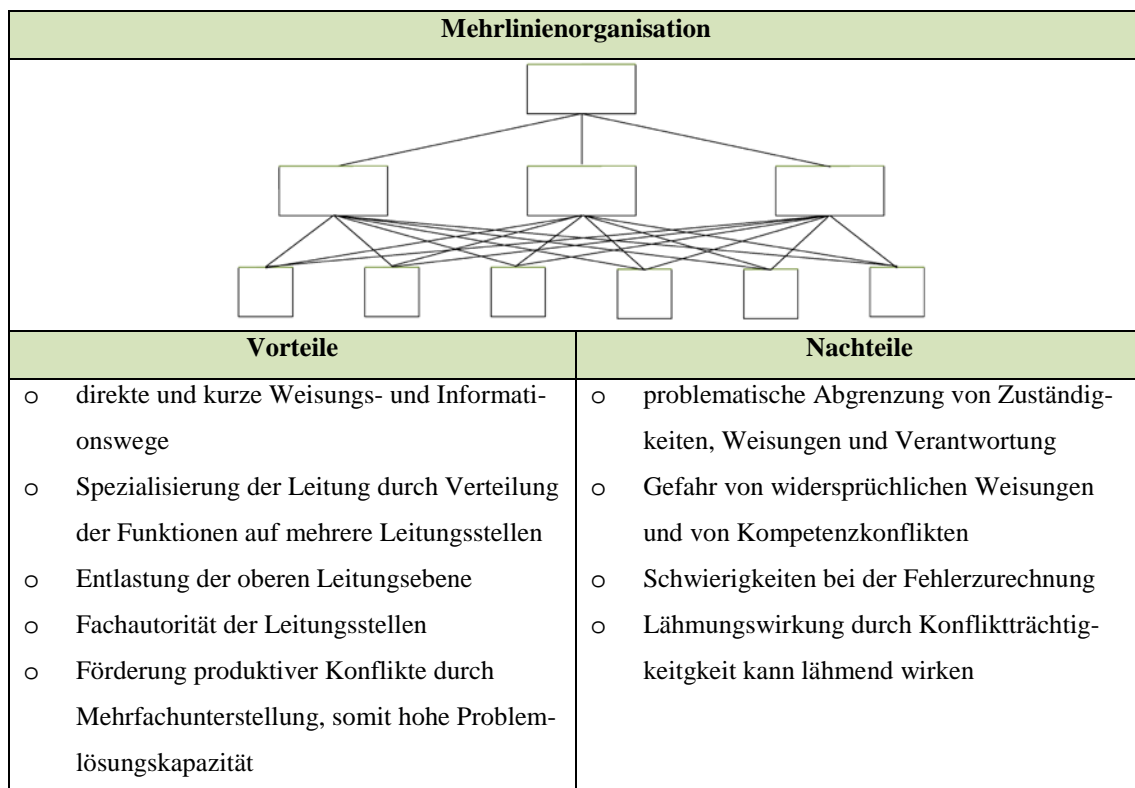 Mehrlinienorganisation
Vorteile
o direkte und kurze Weisungs- und Informati-
onswege
o Spezialisierung der Leitung durch Verteilung
der Funktionen auf mehrere Leitungsstellen
o Entlastung der oberen Leitungsebene
o Fachautorität der Leitungsstellen
o Förderung produktiver Konflikte durch
Mehrfachunterstellung, somit hohe Problem-
lösungskapazität
Nachteile
o problematische Abgrenzung von Zuständig-
keiten, Weisungen und Verantwortung
o Gefahr von widersprüchlichen Weisungen
und von Kompetenzkonflikten
o Schwierigkeiten bei der Fehlerzurechnung
o Lähmungswirkung durch Konfliktträchtig-
keitgkeit kann lähmend wirken